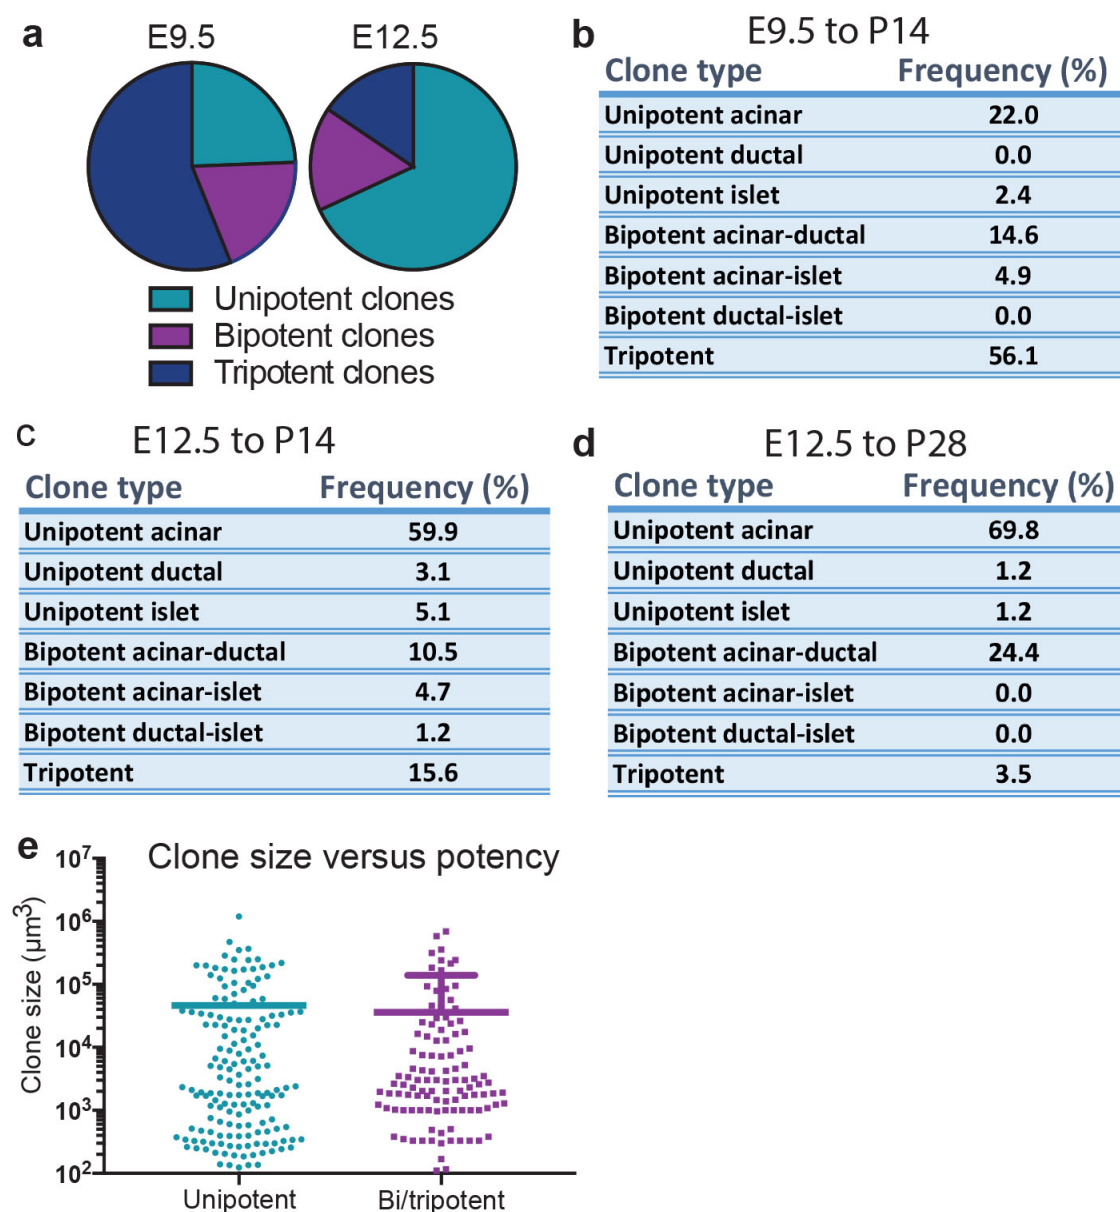 a
E9.5 E12.5
Unipotent clones
Bipotent clones
Tripotent clones
b E9.5 to P14
Clone type Frequency (%)
Unipotent acinar 22.0
Unipotent ductal 0.0
Unipotent islet 2.4
Bipotent acinar-ductal 14.6
Bipotent acinar-islet 4.9
Bipotent ductal-islet 0.0
Tripotent 56.1
c E12.5 to P14
Clone type Frequency (%)
Unipotent acinar 59.9
Unipotent ductal 3.1
Unipotent islet 5.1
Bipotent acinar-ductal 10.5
Bipotent acinar-islet 4.7
Bipotent ductal-islet 1.2
Tripotent 15.6
d E12.5 to P28
Clone type Frequency (%)
Unipotent acinar 69.8
Unipotent ductal 1.2
Unipotent islet 1.2
Bipotent acinar-ductal 24.4
Bipotent acinar-islet 0.0
Bipotent ductal-islet 0.0
Tripotent 3.5
e Clone size versus potency
Clone size (µm³)
10⁷
10⁶
10⁵
10⁴
10³
10²
Unipotent Bi/tripotent